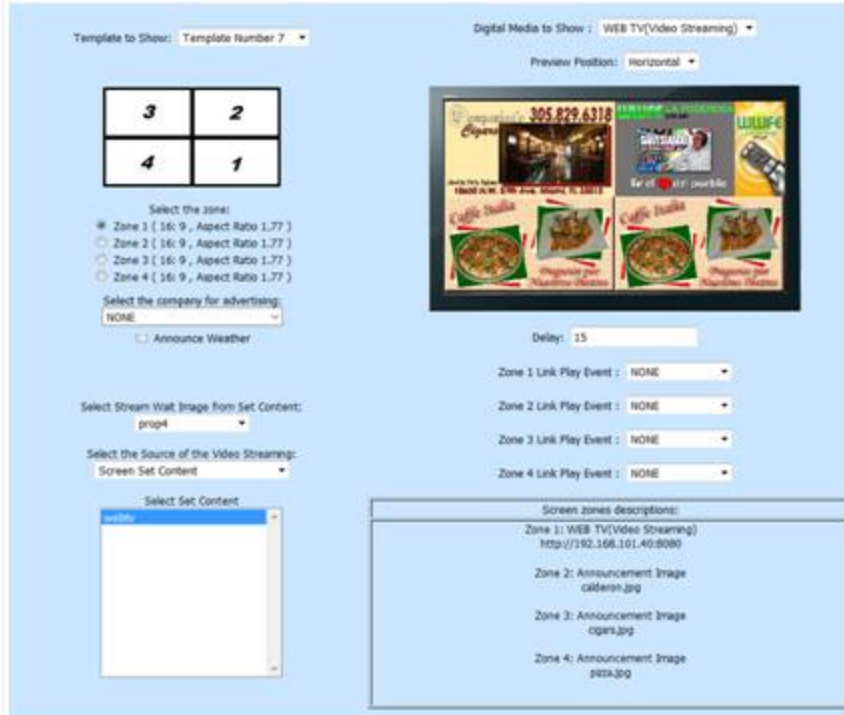 Template to Show: Template Number 7
3 2
4 1
Select the zone:
Zone 1 ( 16: 9 , Aspect Ratio 1.77 )
Zone 2 ( 16: 9 , Aspect Ratio 1.77 )
Zone 3 ( 16: 9 , Aspect Ratio 1.77 )
Zone 4 ( 16: 9 , Aspect Ratio 1.77 )
Select the company for advertising:
NONE
Announce Weather
Select Stream Wait Image from Set Content:
prop4
Select the Source of the Video Streaming:
Screen Set Content
Select Set Content
webtv
Digital Media to Show : WEB TV(Video Streaming)
Preview Position: Horizontal
305.829.6318
Cigars
LA PODEROSA
WWFE
Caffe Italia
Caffe Italia
Delay: 15
Zone 1 Link Play Event : NONE
Zone 2 Link Play Event : NONE
Zone 3 Link Play Event : NONE
Zone 4 Link Play Event : NONE
Screen zones descriptions:
Zone 1: WEB TV(Video Streaming)
http://192.168.101.40:8080
Zone 2: Announcement Image
calderon.jpg
Zone 3: Announcement Image
cigars.jpg
Zone 4: Announcement Image
pizza.jpg